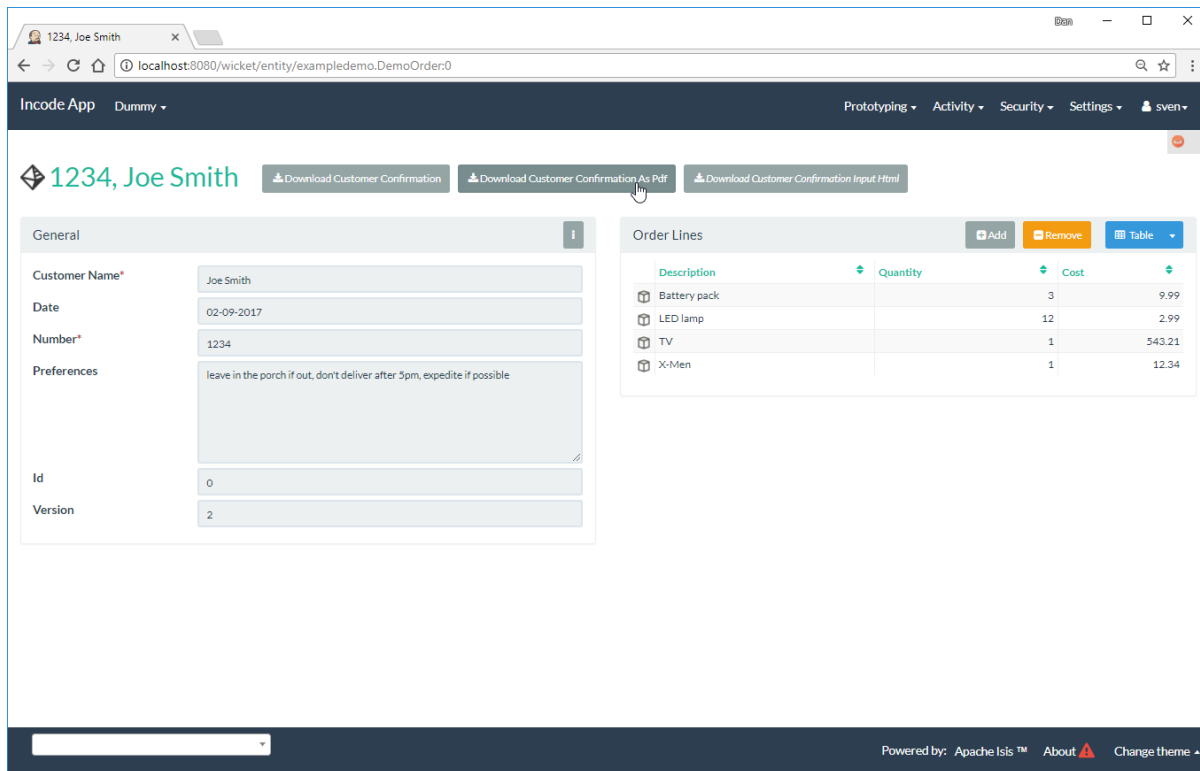 Dan
1234, Joe Smith
localhost:8080/wicket/entity/exampledemo.DemoOrder:0
Incode App Dummy Prototyping Activity Security Settings sven
1234, Joe Smith Download Customer Confirmation Download Customer Confirmation As Pdf Download Customer Confirmation Input Html
General
Customer Name* Joe Smith
Date 02-09-2017
Number* 1234
Preferences leave in the porch if out, don't deliver after 5pm, expedite if possible
Id 0
Version 2
Order Lines Add Remove Table
Description Quantity Cost
Battery pack 3 9.99
LED lamp 12 2.99
TV 1 543.21
X-Men 1 12.34
Powered by: Apache Isis ™ About Change theme